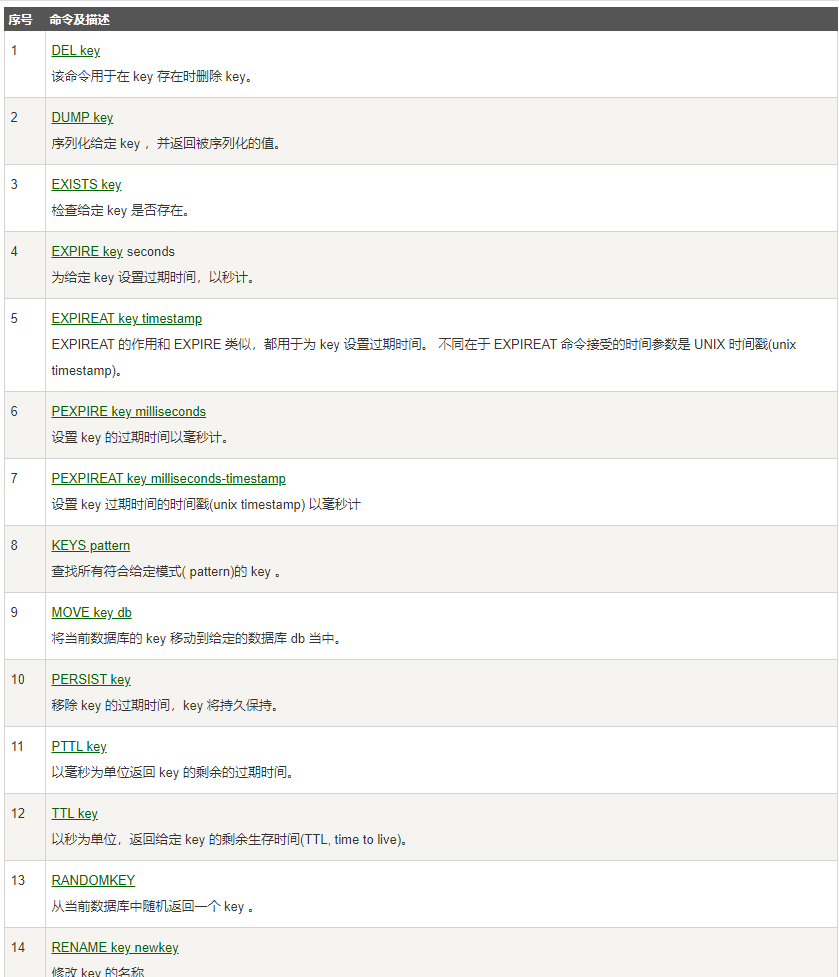 序号 命令及描述
1 DEL key
该命令用于在 key 存在时删除 key。
2 DUMP key
序列化给定 key ，并返回被序列化的值。
3 EXISTS key
检查给定 key 是否存在。
4 EXPIRE key seconds
为给定 key 设置过期时间，以秒计。
5 EXPIREAT key timestamp
EXPIREAT 的作用和 EXPIRE 类似，都用于为 key 设置过期时间。 不同在于 EXPIREAT 命令接受的时间参数是 UNIX 时间戳(unix
timestamp)。
6 PEXPIRE key milliseconds
设置 key 的过期时间以毫秒计。
7 PEXPIREAT key milliseconds-timestamp
设置 key 过期时间的时间戳(unix timestamp) 以毫秒计
8 KEYS pattern
查找所有符合给定模式( pattern)的 key 。
9 MOVE key db
将当前数据库的 key 移动到给定的数据库 db 当中。
10 PERSIST key
移除 key 的过期时间，key 将持久保持。
11 PTTL key
以毫秒为单位返回 key 的剩余的过期时间。
12 TTL key
以秒为单位，返回给定 key 的剩余生存时间(TTL, time to live)。
13 RANDOMKEY
从当前数据库中随机返回一个 key 。
14 RENAME key newkey
修改 key 的名称